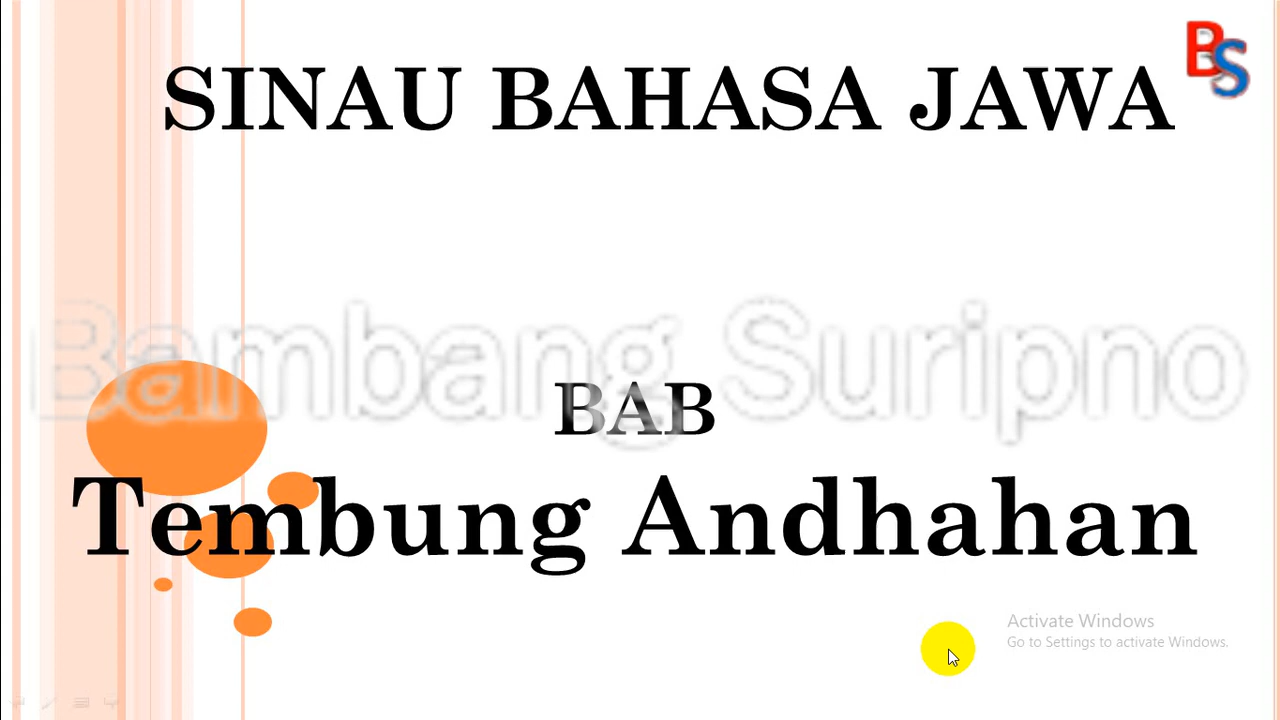 SINAU BAHASA JAWA
BS
Bambang Suripno
BAB
Tembung Andhahan
Activate Windows
Go to Settings to activate Windows.